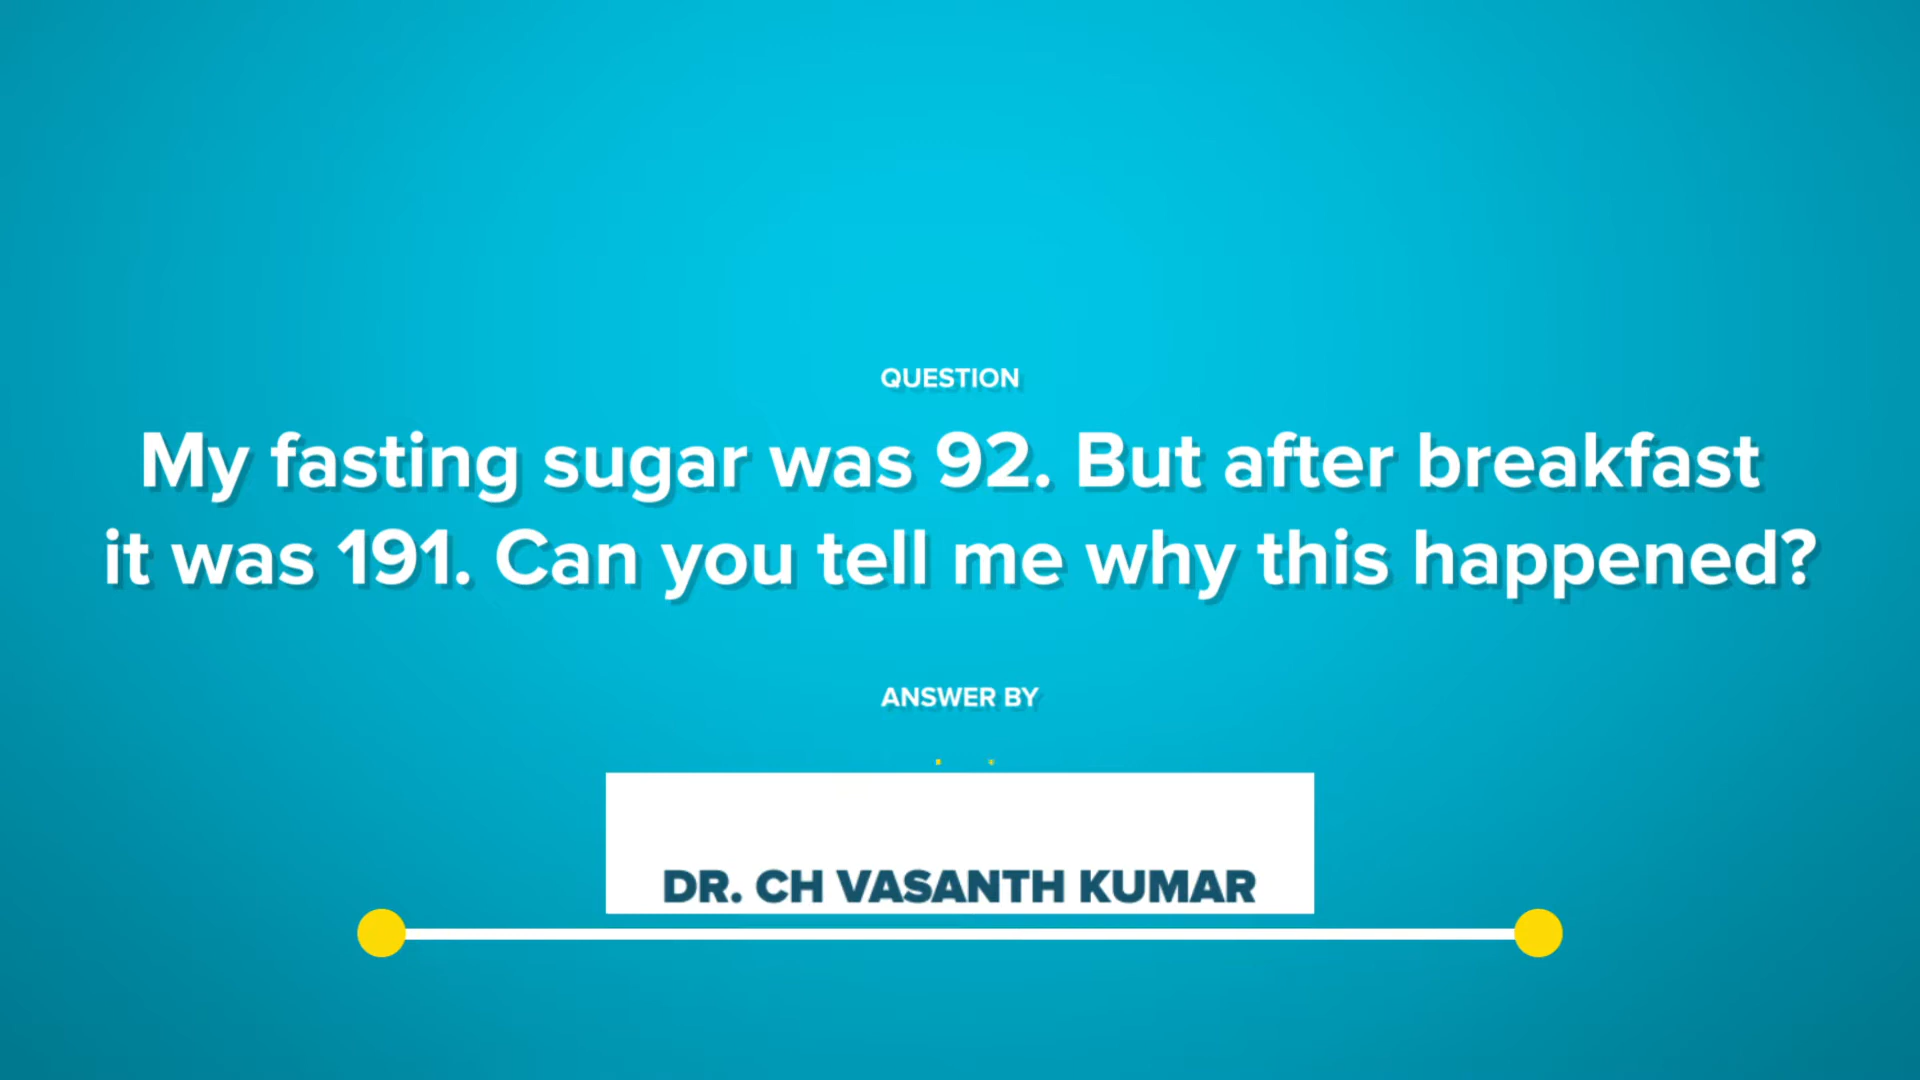 QUESTION
My fasting sugar was 92. But after breakfast
it was 191. Can you tell me why this happened?
ANSWER BY
DR. CH VASANTH KUMAR